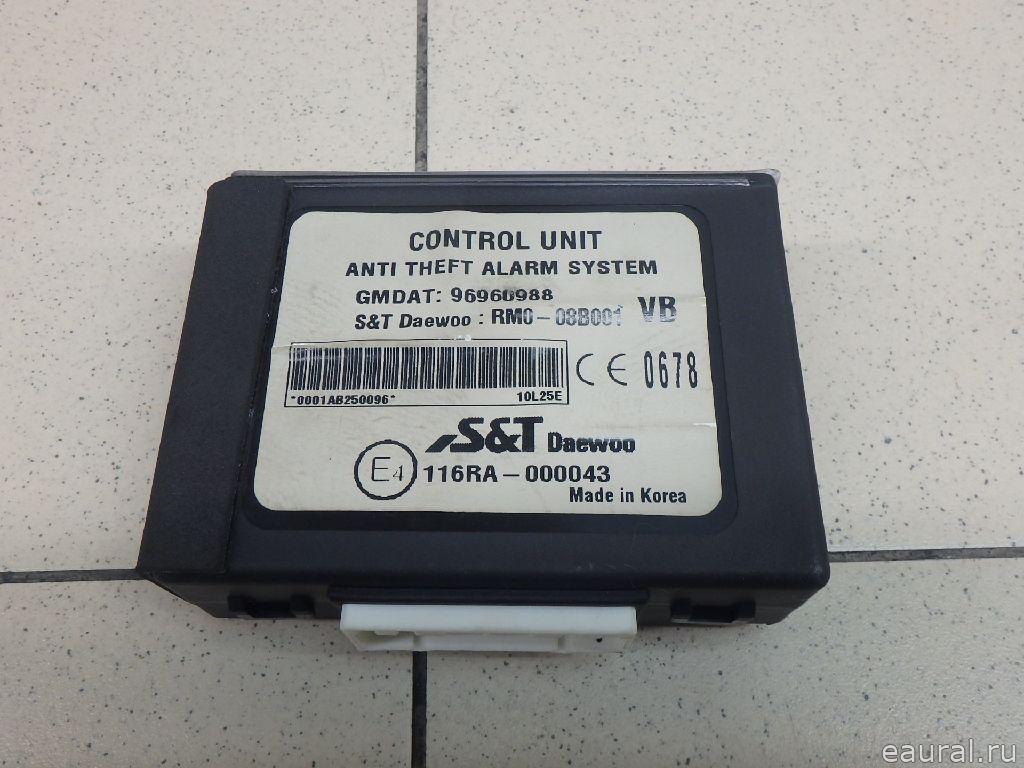 CONTROL UNIT
ANTI THEFT ALARM SYSTEM
GMDAT: 96960988
S&T Daewoo : RM0-08B001 VB
*0001AB250096* 10L25E
CE 0678
S&T Daewoo
E4 116RA-000043
Made in Korea
eaural.ru